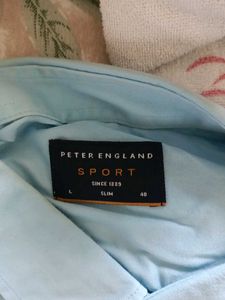 PETER ENGLAND
SPORT
SINCE 1889
L SLIM 40